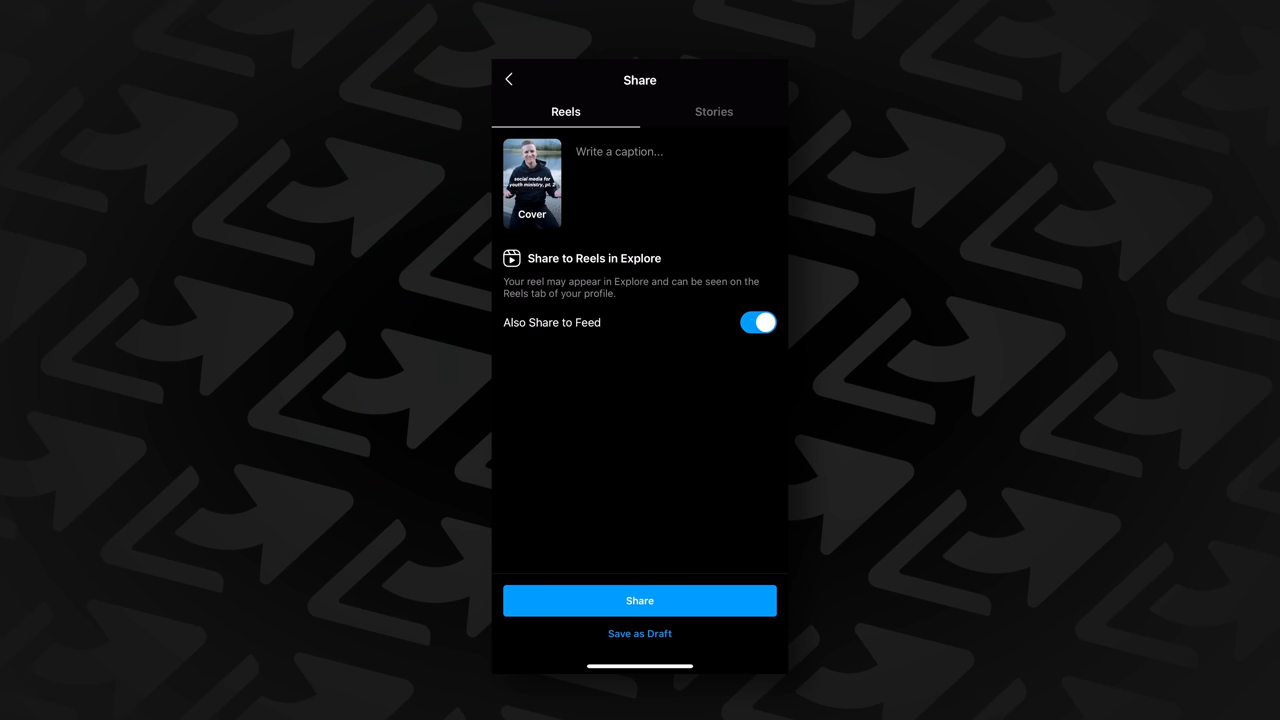 Share
Reels
Stories
Write a caption...
social media for
youth ministry, pt. 2
Cover
Share to Reels in Explore
Your reel may appear in Explore and can be seen on the
Reels tab of your profile.
Also Share to Feed
Share
Save as Draft